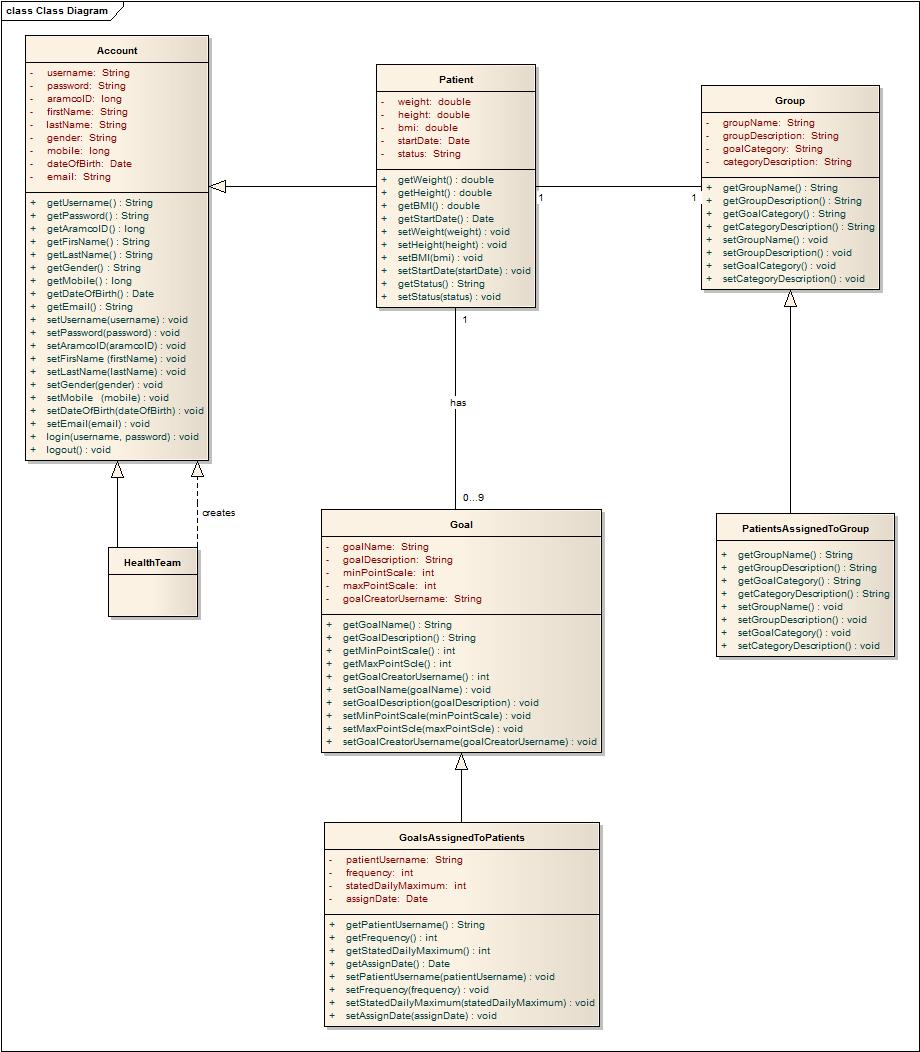 class Class Diagram
Account
- username: String
- password: String
- aramcoID: long
- firstName: String
- lastName: String
- gender: String
- mobile: long
- dateOfBirth: Date
- email: String
+ getUsername() : String
+ getPassword() : String
+ getAramcoID() : long
+ getFirsName() : String
+ getLastName() : String
+ getGender() : String
+ getMobile() : long
+ getDateOfBirth() : Date
+ getEmail() : String
+ setUsername(username) : void
+ setPassword(password) : void
+ setAramcoID(aramcoID) : void
+ setFirsName (firstName) : void
+ setLastName(lastName) : void
+ setGender(gender) : void
+ setMobile (mobile) : void
+ setDateOfBirth(dateOfBirth) : void
+ setEmail(email) : void
+ login(username, password) : void
+ logout() : void
Patient
- weight: double
- height: double
- bmi: double
- startDate: Date
- status: String
+ getWeight() : double
+ getHeight() : double
+ getBMI() : double
+ getStartDate() : Date
+ setWeight(weight) : void
+ setHeight(height) : void
+ setBMI(bmi) : void
+ setStartDate(startDate) : void
+ getStatus() : String
+ setStatus(status) : void
1
1
Group
- groupName: String
- groupDescription: String
- goalCategory: String
- categoryDescription: String
+ getGroupName() : String
+ getGroupDescription() : String
+ getGoalCategory() : String
+ getCategoryDescription() : String
+ setGroupName() : void
+ setGroupDescription() : void
+ setGoalCategory() : void
+ setCategoryDescription() : void
1
has
0...9
creates
HealthTeam
Goal
- goalName: String
- goalDescription: String
- minPointScale: int
- maxPointScale: int
- goalCreatorUsername: String
+ getGoalName() : String
+ getGoalDescription() : String
+ getMinPointScale() : int
+ getMaxPointScle() : int
+ getGoalCreatorUsername() : int
+ setGoalName(goalName) : void
+ setGoalDescription(goalDescription) : void
+ setMinPointScale(minPointScale) : void
+ setMaxPointScle(maxPointScle) : void
+ setGoalCreatorUsername(goalCreatorUsername) : void
PatientsAssignedToGroup
+ getGroupName() : String
+ getGroupDescription() : String
+ getGoalCategory() : String
+ getCategoryDescription() : String
+ setGroupName() : void
+ setGroupDescription() : void
+ setGoalCategory() : void
+ setCategoryDescription() : void
GoalsAssignedToPatients
- patientUsername: String
- frequency: int
- statedDailyMaximum: int
- assignDate: Date
+ getPatientUsername() : String
+ getFrequency() : int
+ getStatedDailyMaximum() : int
+ getAssignDate() : Date
+ setPatientUsername(patientUsername) : void
+ setFrequency(frequency) : void
+ setStatedDailyMaximum(statedDailyMaximum) : void
+ setAssignDate(assignDate) : void